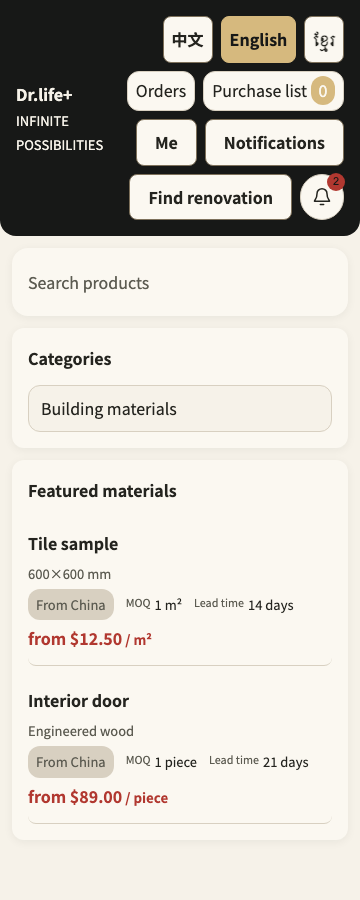 中文
English
ខ្មែរ
Dr.life+
INFINITE
POSSIBILITIES
Orders
Purchase list 0
Me
Notifications
Find renovation
2
Search products
Categories
Building materials
Featured materials
Tile sample
600×600 mm
From China MOQ 1 m² Lead time 14 days
from $12.50 / m²
Interior door
Engineered wood
From China MOQ 1 piece Lead time 21 days
from $89.00 / piece